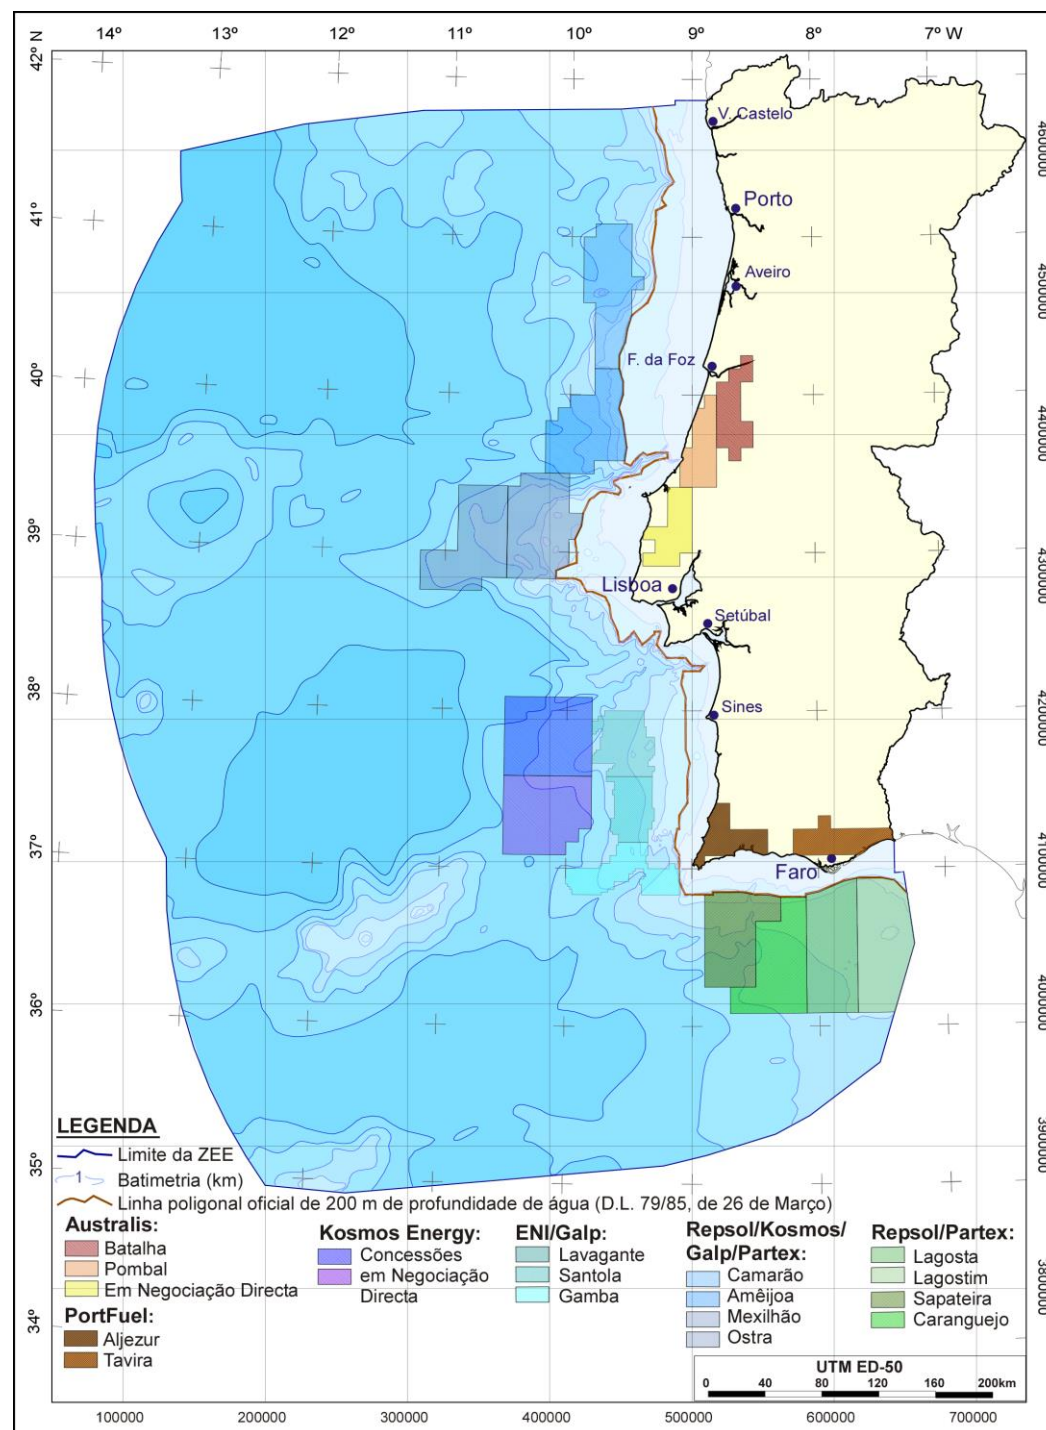 14º 13º 12º 11º 10º 9º 8º 7º W
42º N
V. Castelo
4600000
41º
Porto
Aveiro
4500000
40º
F. da Foz
4400000
39º
Lisboa
4300000
Setúbal
38º
Sines
4200000
37º
Faro
4100000
36º
4000000
LEGENDA
Limite da ZEE
1 Batimetria (km)
Linha poligonal oficial de 200 m de profundidade de água (D.L. 79/85, de 26 de Março)
35º
3900000
Australis:
Batalha
Pombal
Em Negociação Directa
PortFuel:
Aljezur
Tavira
Kosmos Energy:
Concessões
em Negociação
Directa
ENI/Galp:
Lavagante
Santola
Gamba
Repsol/Kosmos/
Galp/Partex:
Camarão
Amêijoa
Mexilhão
Ostra
Repsol/Partex:
Lagosta
Lagostim
Sapateira
Caranguejo
3800000
34º
UTM ED-50
0 40 80 120 160 200km
100000 200000 300000 400000 500000 600000 700000